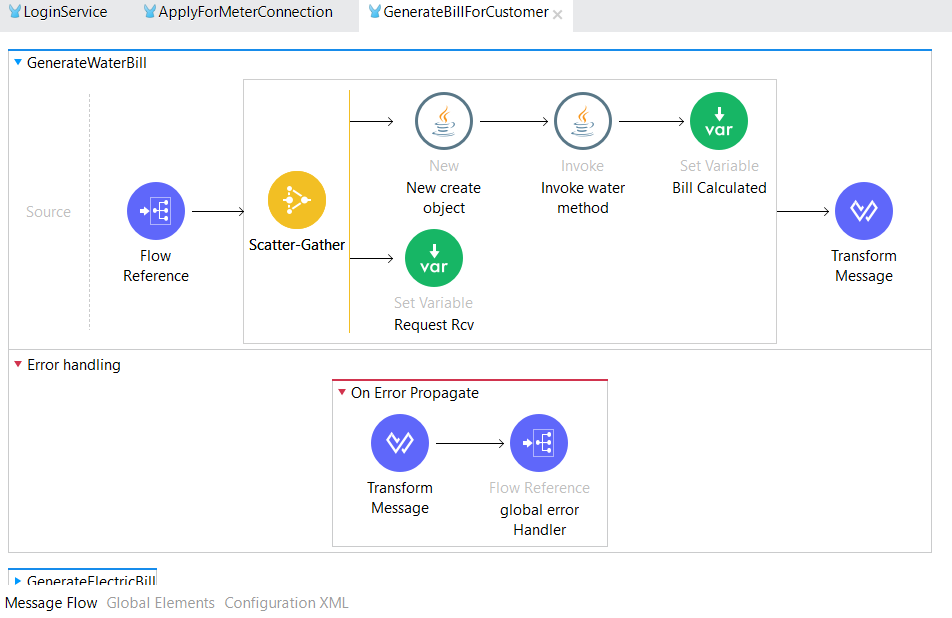 LoginService
ApplyForMeterConnection
GenerateBillForCustomer
GenerateWaterBill
Source
Flow
Reference
Scatter-Gather
New
New create
object
Invoke
Invoke water
method
var
Set Variable
Bill Calculated
var
Set Variable
Request Rcv
Transform
Message
Error handling
On Error Propagate
Transform
Message
Flow Reference
global error
Handler
GenerateElectricBill
Message Flow
Global Elements
Configuration XML